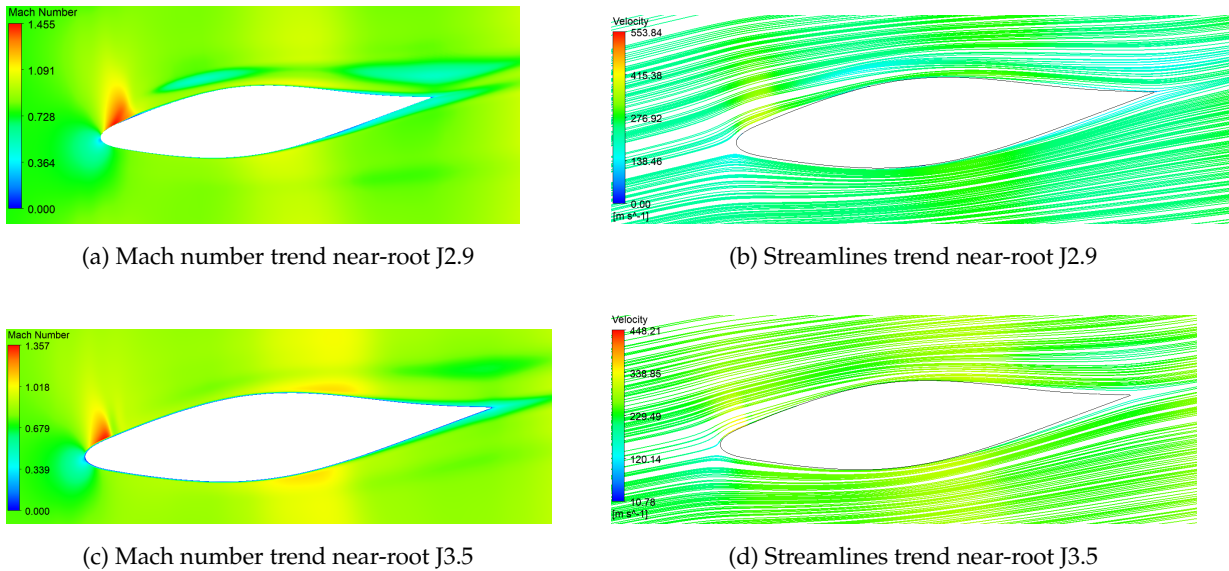 Mach Number
1.455
1.091
0.728
0.364
0.000
Velocity
553.84
415.38
276.92
138.46
0.00
[m s^-1]
(a) Mach number trend near-root J2.9
(b) Streamlines trend near-root J2.9
Mach Number
1.357
1.018
0.679
0.339
0.000
Velocity
448.21
338.85
229.49
120.14
10.78
[m s^-1]
(c) Mach number trend near-root J3.5
(d) Streamlines trend near-root J3.5